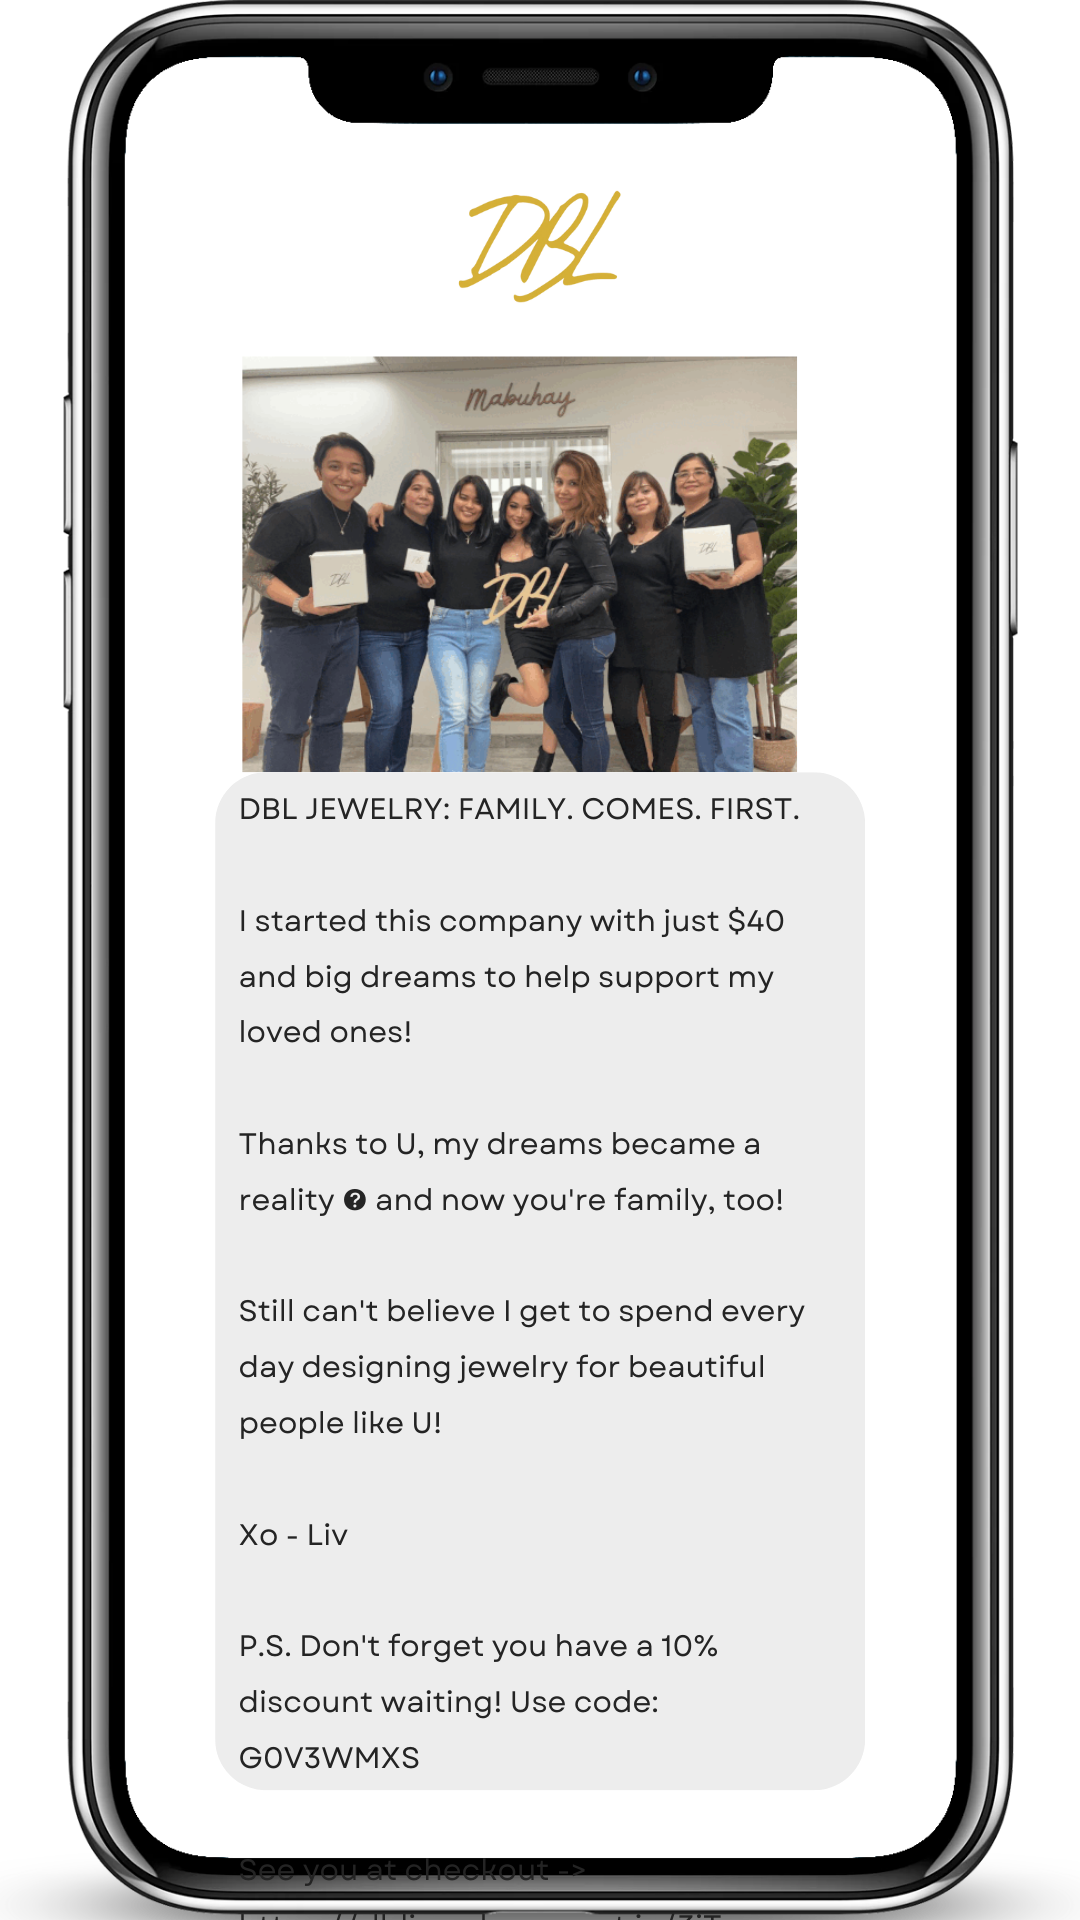 DBL
Mabuhay
DBL
DBL
DBL
DBL JEWELRY: FAMILY. COMES. FIRST.
I started this company with just $40
and big dreams to help support my
loved ones!
Thanks to U, my dreams became a
reality and now you're family, too!
Still can't believe I get to spend every
day designing jewelry for beautiful
people like U!
Xo - Liv
P.S. Don't forget you have a 10%
discount waiting! Use code:
G0V3WMXS
See you at checkout ->